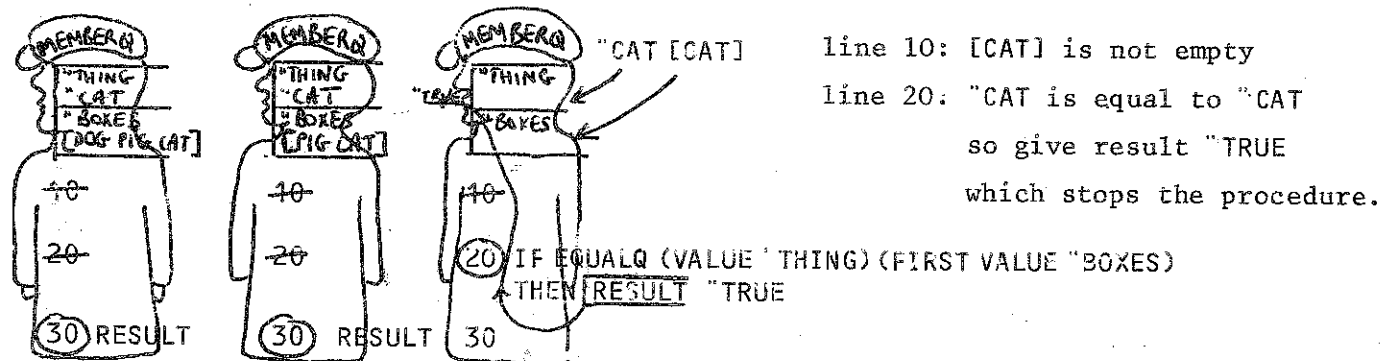 MEMBERQ MEMBERQ MEMBERQ
"CAT [CAT]
line 10: [CAT] is not empty
"THING "THING "THING
"CAT "CAT
"TRUE
line 20: "CAT is equal to "CAT
"BOXES "BOXES "BOXES
[DOG PIG CAT] [PIG CAT]
so give result "TRUE
10 10 10
which stops the procedure.
20 20 20 IF EQUALQ (VALUE 'THING) (FIRST VALUE "BOXES)
THEN RESULT "TRUE
30 RESULT 30 RESULT 30